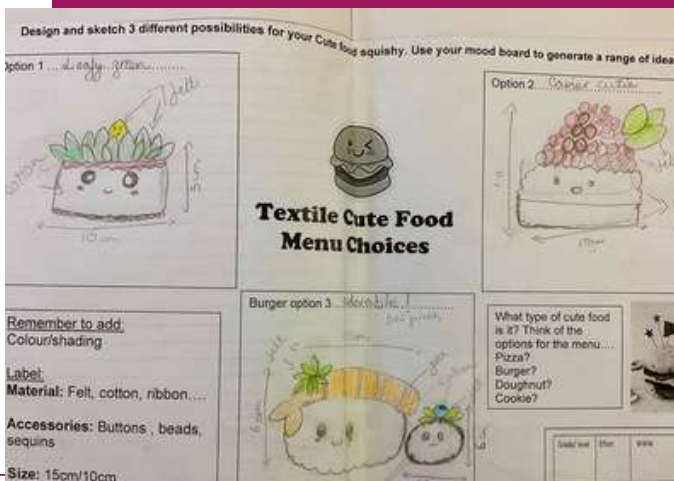 Design and sketch 3 different possibilities for your Cute food squishy. Use your mood board to generate a range of idea
Option 1 ... Leafy green
felt
cotton
5cm
10cm
Option 2
Textile Cute Food
Menu Choices
Burger option 3
felt
Remember to add:
Colour/shading
Label:
Material: Felt, cotton, ribbon....
Accessories: Buttons , beads,
sequins
Size: 15cm/10cm
What type of cute food
is it? Think of the
options for the menu....
Pizza?
Burger?
Doughnut?
Cookie?